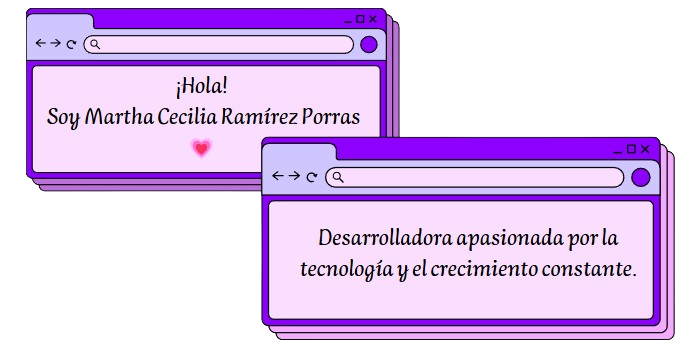 ¡Hola!
Soy Martha Cecilia Ramírez Porras
💗
Desarrolladora apasionada por la
tecnología y el crecimiento constante.